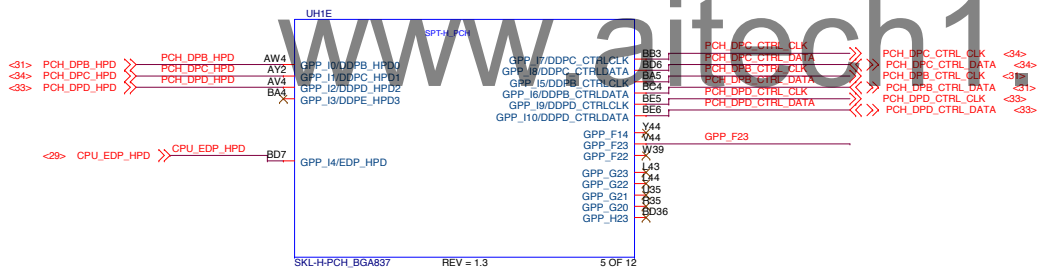 UH1E
SPT-H_PCH
www.aitech1.
<31> PCH_DPB_HPD PCH_DPB_HPD AW4 GPP_I0/DDPB_HPD0
<34> PCH_DPC_HPD PCH_DPC_HPD AY2 GPP_I1/DDPC_HPD1
<33> PCH_DPD_HPD PCH_DPD_HPD AV4 GPP_I2/DDPD_HPD2
BA4 GPP_I3/DDPE_HPD3
<29> CPU_EDP_HPD CPU_EDP_HPD BD7 GPP_I4/EDP_HPD
GPP_I7/DDPC_CTRLCLK BB3 PCH_DPC_CTRL_CLK PCH_DPC_CTRL_CLK <34>
GPP_I8/DDPC_CTRLDATA BD6 PCH_DPC_CTRL_DATA PCH_DPC_CTRL_DATA <34>
GPP_I5/DDPB_CTRLCLK BA5 PCH_DPB_CTRL_CLK PCH_DPB_CTRL_CLK <31>
GPP_I6/DDPB_CTRLDATA BC4 PCH_DPB_CTRL_DATA PCH_DPB_CTRL_DATA <31>
GPP_I9/DDPD_CTRLCLK BE5 PCH_DPD_CTRL_CLK PCH_DPD_CTRL_CLK <33>
GPP_I10/DDPD_CTRLDATA BE6 PCH_DPD_CTRL_DATA PCH_DPD_CTRL_DATA <33>
GPP_F14 Y44
GPP_F23 V44 GPP_F23
GPP_F22 W39
GPP_G23 L43
GPP_G22 L44
GPP_G21 U35
GPP_G20 R35
GPP_H23 BD36
SKL-H-PCH_BGA837 REV = 1.3 5 OF 12